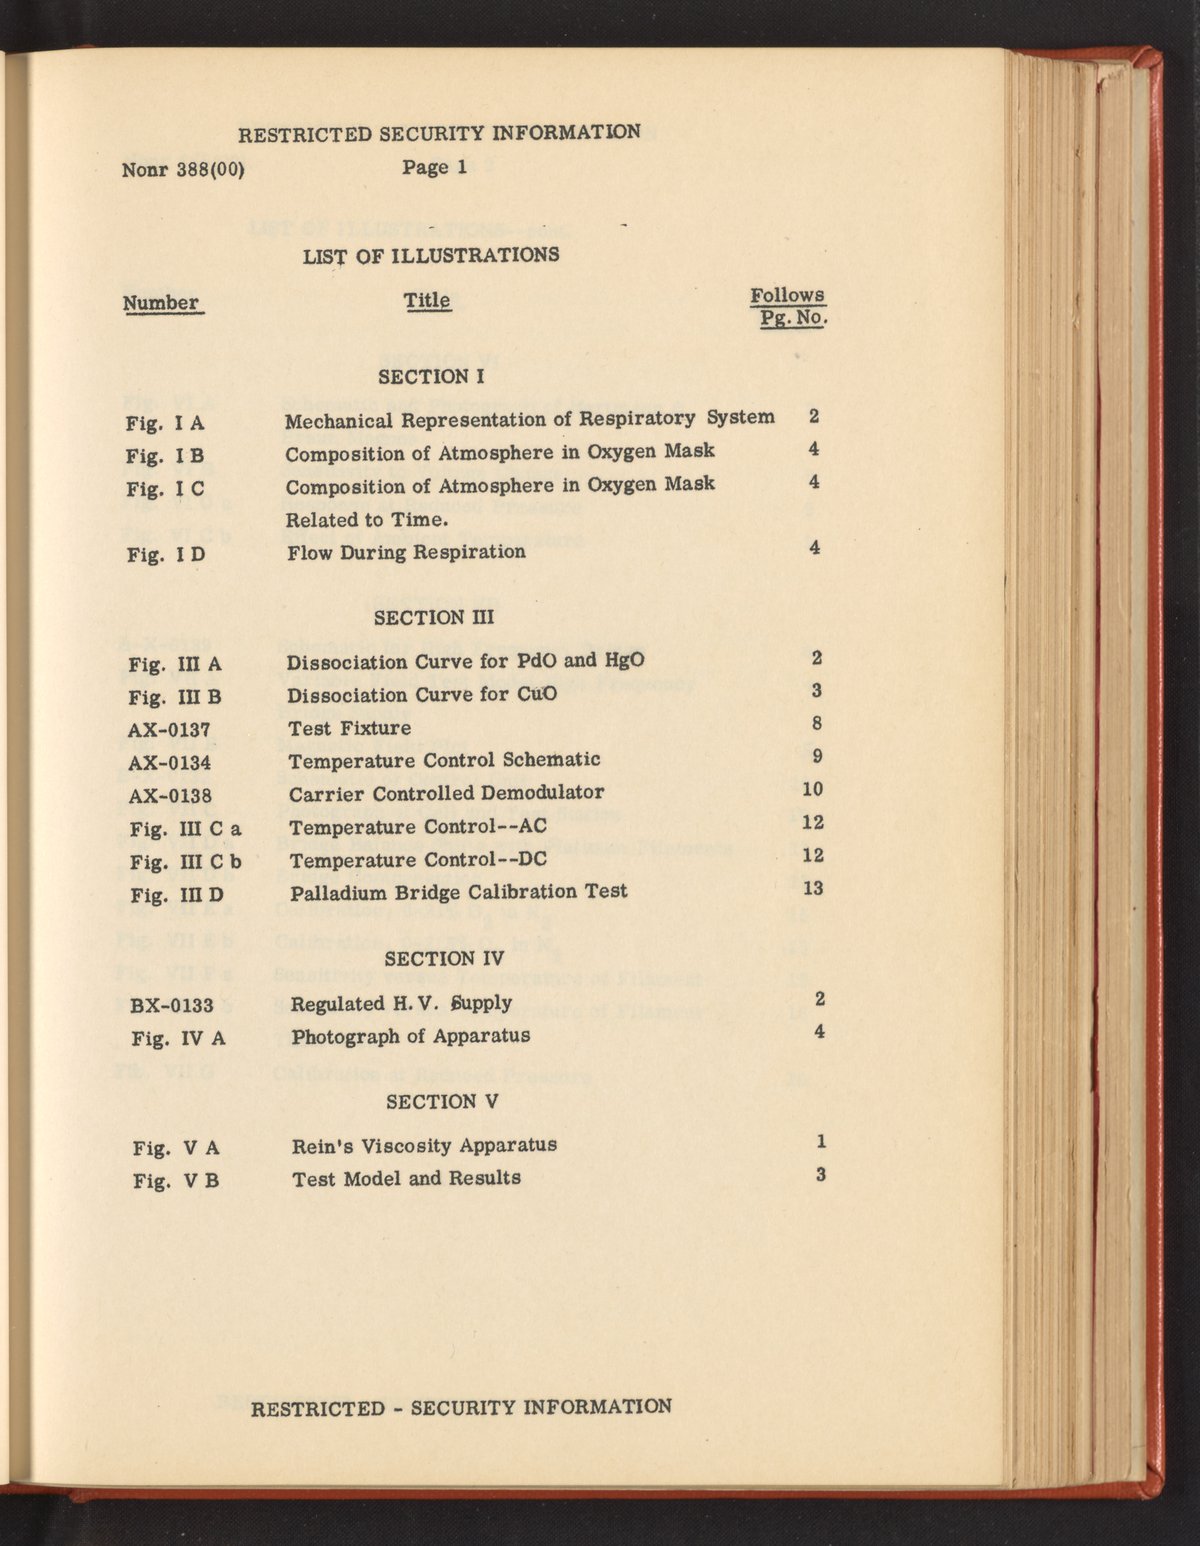 RESTRICTED SECURITY INFORMATION
Nonr 388(00) Page 1
LIST OF ILLUSTRATIONS
Number Title Follows
Pg. No.
SECTION I
Fig. I A Mechanical Representation of Respiratory System 2
Fig. I B Composition of Atmosphere in Oxygen Mask 4
Fig. I C Composition of Atmosphere in Oxygen Mask 4
Related to Time.
Fig. I D Flow During Respiration 4
SECTION III
Fig. III A Dissociation Curve for PdO and HgO 2
Fig. III B Dissociation Curve for CuO 3
AX-0137 Test Fixture 8
AX-0134 Temperature Control Schematic 9
AX-0138 Carrier Controlled Demodulator 10
Fig. III C a Temperature Control--AC 12
Fig. III C b Temperature Control--DC 12
Fig. III D Palladium Bridge Calibration Test 13
SECTION IV
BX-0133 Regulated H.V. Supply 2
Fig. IV A Photograph of Apparatus 4
SECTION V
Fig. V A Rein's Viscosity Apparatus 1
Fig. V B Test Model and Results 3
RESTRICTED - SECURITY INFORMATION